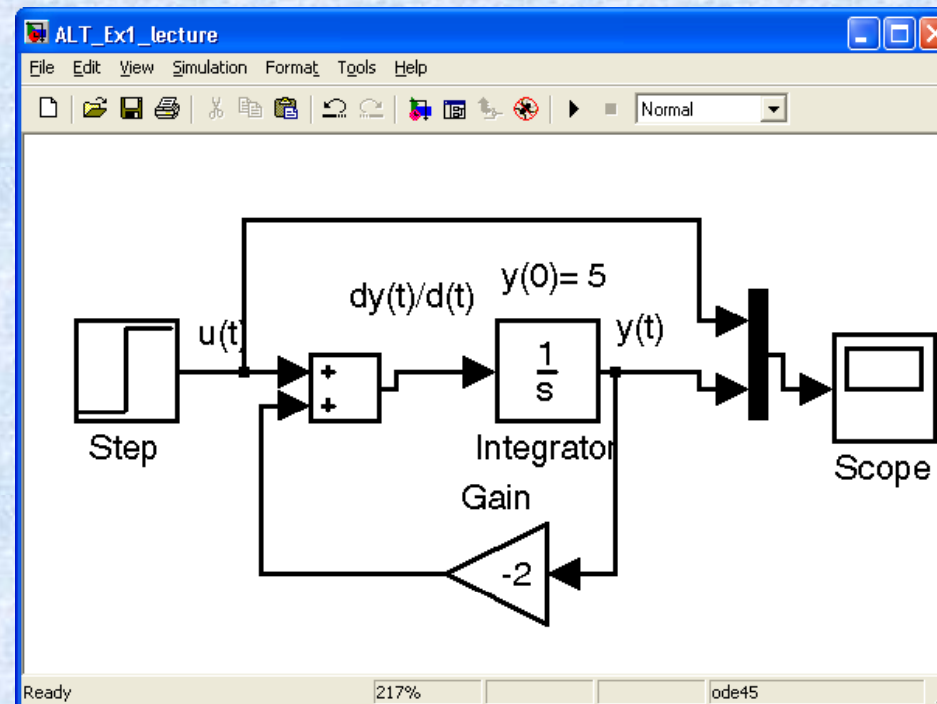 ALT_Ex1_lecture
File Edit View Simulation Format Tools Help
Normal
y(0)= 5
dy(t)/d(t)
u(t)
y(t)
+
+
1
s
Step
Integrator
Scope
Gain
-2
Ready 217% ode45